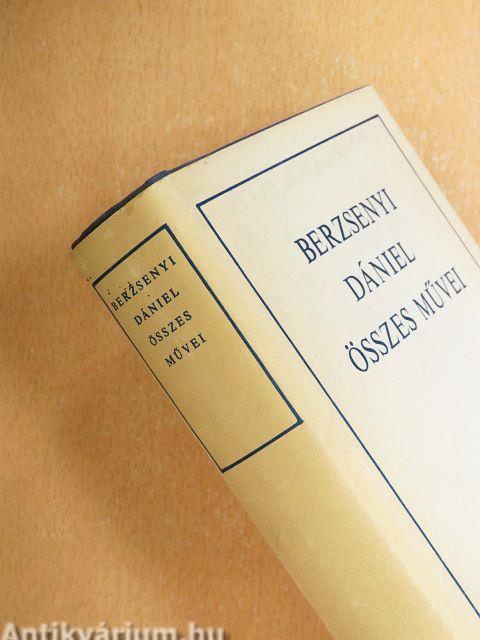 BERZSENYI
DÁNIEL
ÖSSZES
MŰVEI
BERZSENYI
DÁNIEL
ÖSSZES MŰVEI
Antikvárium.hu